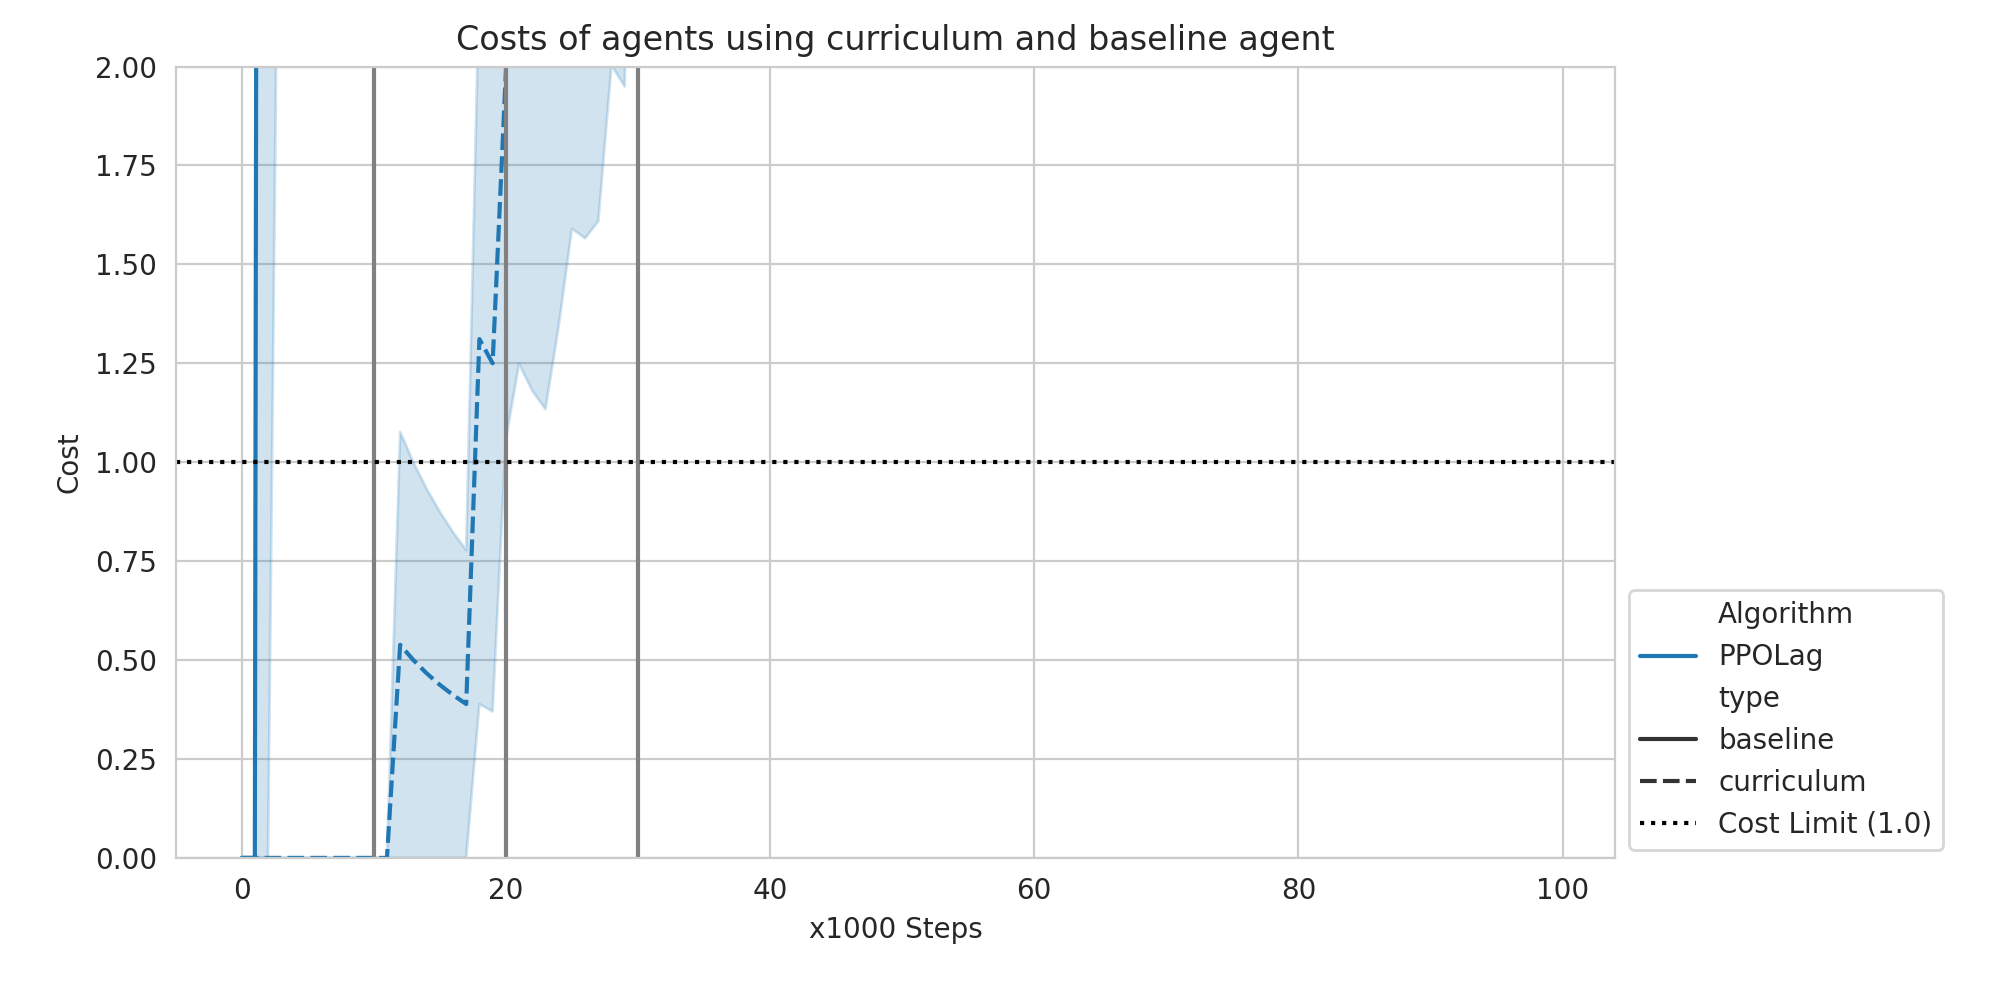 Costs of agents using curriculum and baseline agent
2.00
1.75
1.50
1.25
1.00
0.75
0.50
0.25
0.00
Cost
0
20
40
60
80
100
x1000 Steps
Algorithm
PPOLag
type
baseline
curriculum
Cost Limit (1.0)